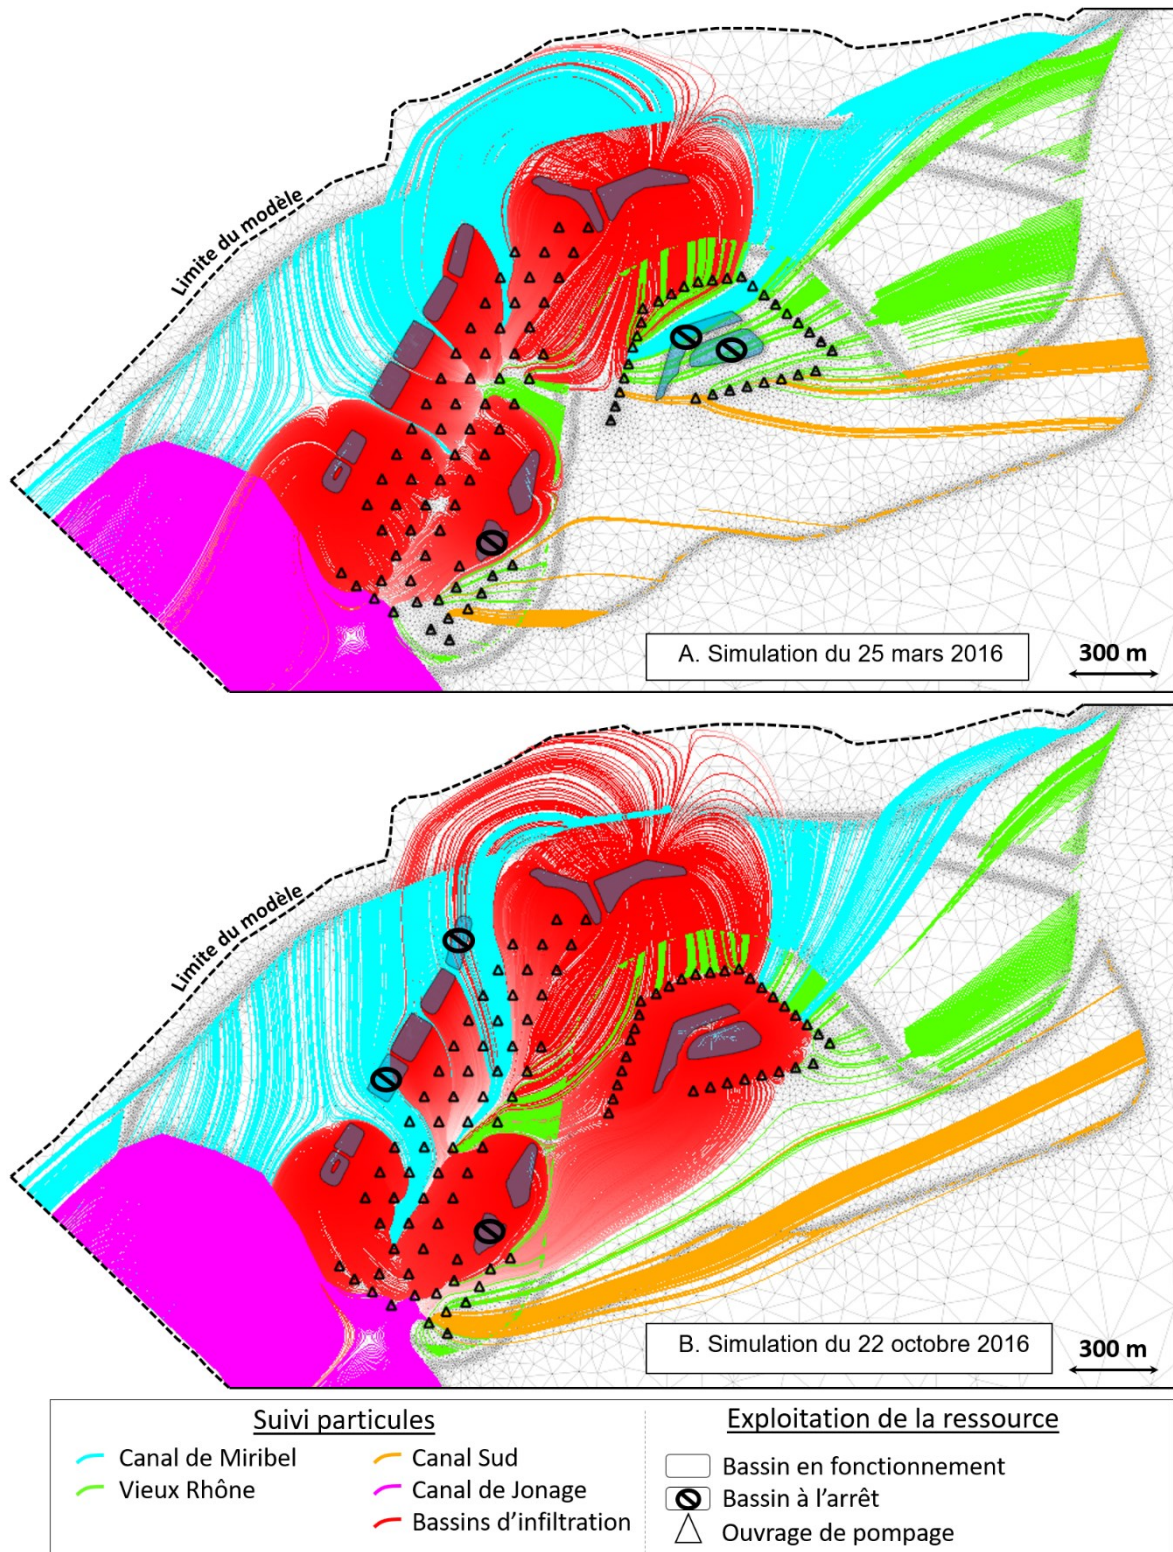 Limite du modèle
A. Simulation du 25 mars 2016
300 m
Limite du modèle
B. Simulation du 22 octobre 2016
300 m
Suivi particules
Canal de Miribel
Vieux Rhône
Canal Sud
Canal de Jonage
Bassins d'infiltration
Exploitation de la ressource
Bassin en fonctionnement
Bassin à l'arrêt
Ouvrage de pompage